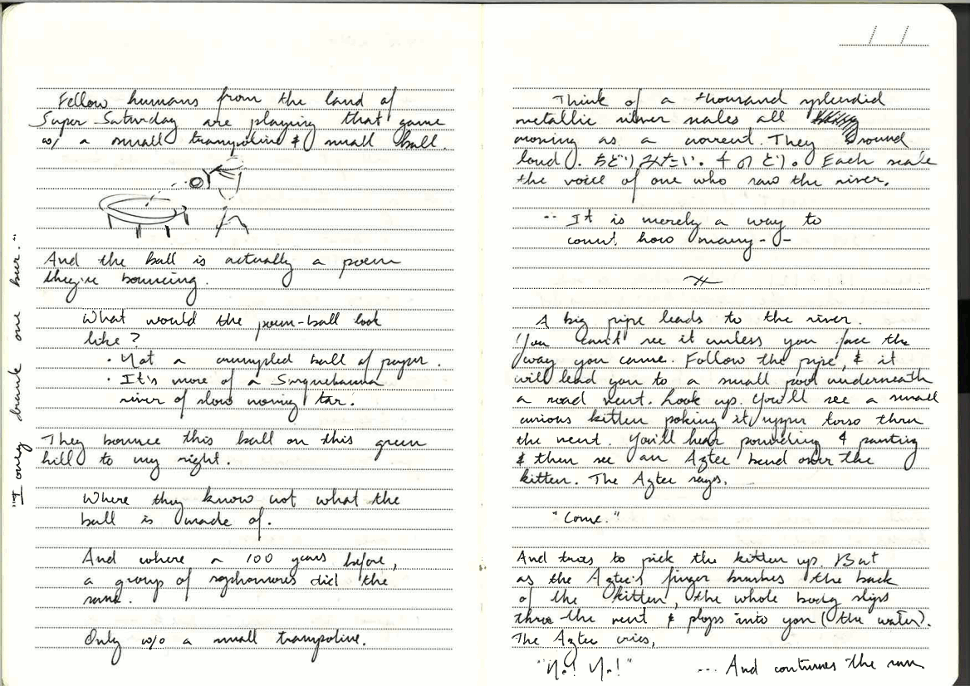 Fellow humans from the land of
Super Saturday are playing that game
w/ a small trampoline & small ball.
And the ball is actually a poem
they're bouncing.
What would the poem-ball look
like?
• Not a crumpled ball of paper.
• It's more of a Susquehanna
river of slow moving tar.
They bounce this ball on this green
hill to my right.
Where they know not what the
ball is made of.
And where a 100 years before,
a group of sophomores did the
same.
Only w/o a small trampoline.
"I only drank one beer."
Think of a thousand splendid
metallic river scales all
moving as a current. They sound
loud. ちどりみたい。千のとり。Each scale
the voice of one who saw the river.
It is merely a way to
count how many-
A big pipe leads to the river.
You can't see it unless you face the
way you came. Follow the pipe, & it
will lead you to a small pool underneath
a road vent. Look up. You'll see a small
curious kitten poking it upper torso thru
the vent. You'll hear pounding & panting
& then see an Aztec bend over the
kitten. The Aztec says,
"Come."
And tries to pick the kitten up. But
as the Aztec's finger brushes the back
of the kitten, the whole body slips
thru the vent & plops into you (the water).
The Aztec cries,
"No! No!" ... And continues the run